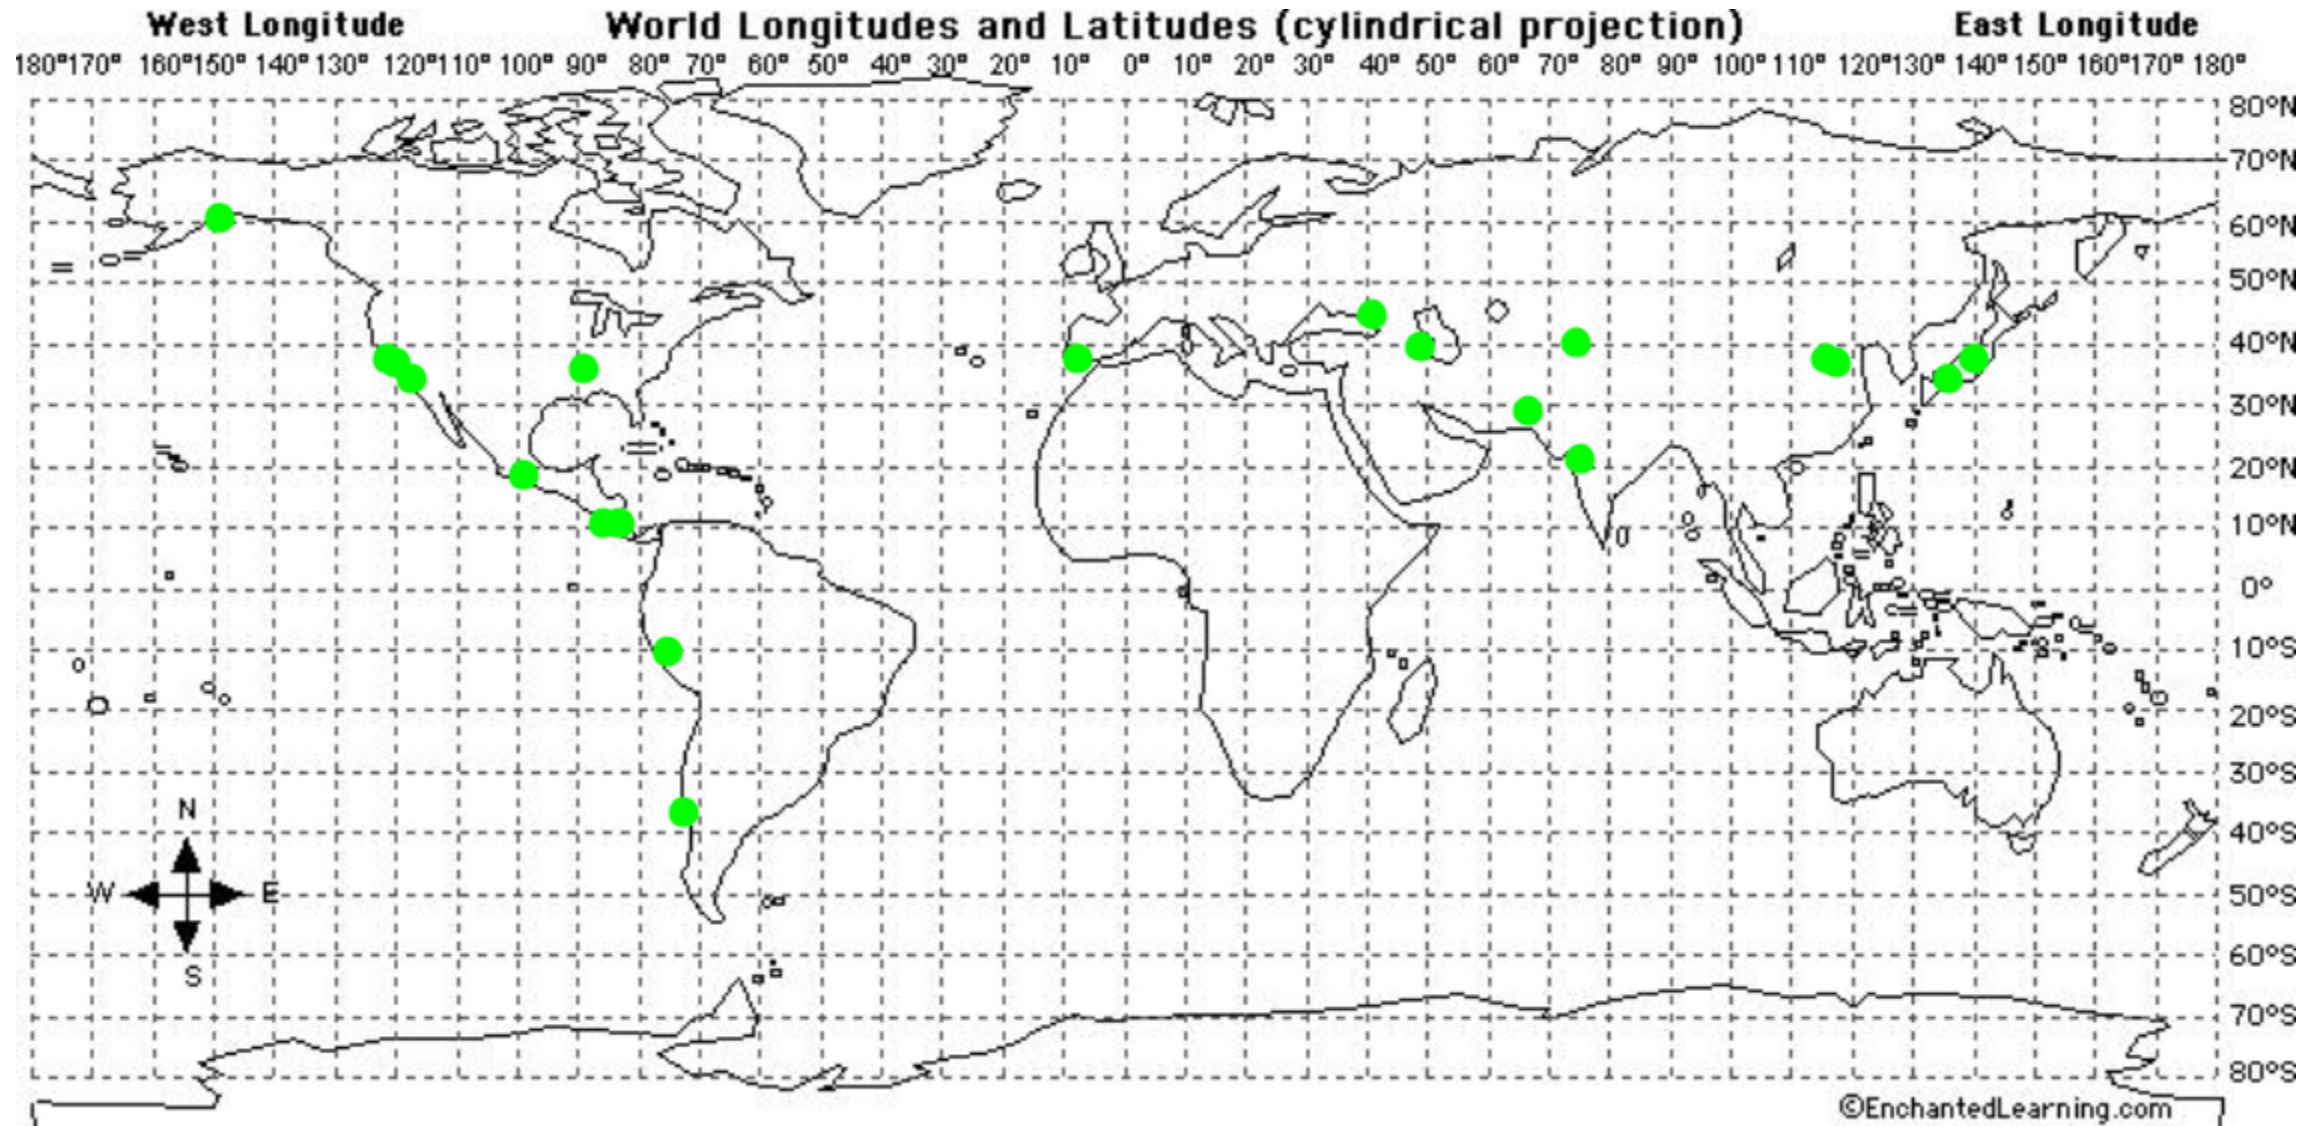 West Longitude World Longitudes and Latitudes (cylindrical projection) East Longitude
180° 170° 160° 150° 140° 130° 120° 110° 100° 90° 80° 70° 60° 50° 40° 30° 20° 10° 0° 10° 20° 30° 40° 50° 60° 70° 80° 90° 100° 110° 120° 130° 140° 150° 160° 170° 180°
80°N
70°N
60°N
50°N
40°N
30°N
20°N
10°N
0°
10°S
20°S
30°S
N
40°S
W E
50°S
60°S
S
70°S
80°S
©EnchantedLearning.com